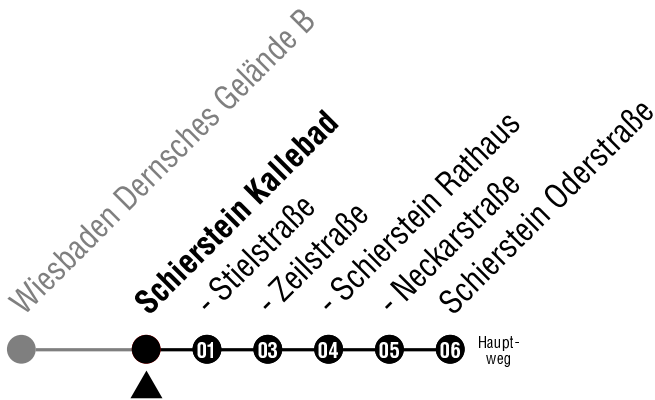 Wiesbaden Dernsches Gelände B
Schierstein Kallebad
- Stielstraße
- Zeilstraße
- Schierstein Rathaus
- Neckarstraße
Schierstein Oderstraße
01 03 04 05 06
Haupt-
weg